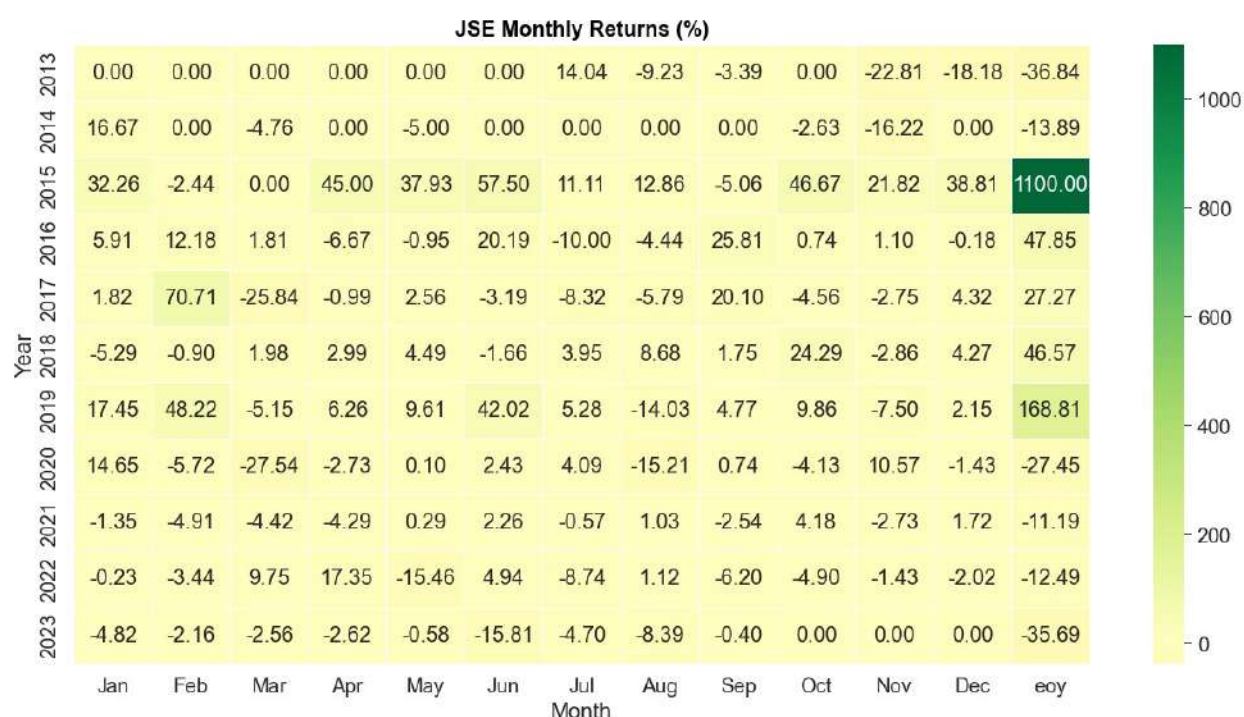 JSE Monthly Returns (%)
2013 0.00 0.00 0.00 0.00 0.00 0.00 14.04 -9.23 -3.39 0.00 -22.81 -18.18 -36.84
2014 16.67 0.00 -4.76 0.00 -5.00 0.00 0.00 0.00 0.00 -2.63 -16.22 0.00 -13.89
2015 32.26 -2.44 0.00 45.00 37.93 57.50 11.11 12.86 -5.06 46.67 21.82 38.81 1100.00
2016 5.91 12.18 1.81 -6.67 -0.95 20.19 -10.00 -4.44 25.81 0.74 1.10 -0.18 47.85
2017 1.82 70.71 -25.84 -0.99 2.56 -3.19 -8.32 -5.79 20.10 -4.56 -2.75 4.32 27.27
2018 -5.29 -0.90 1.98 2.99 4.49 -1.66 3.95 8.68 1.75 24.29 -2.86 4.27 46.57
2019 17.45 48.22 -5.15 6.26 9.61 42.02 5.28 -14.03 4.77 9.86 -7.50 2.15 168.81
2020 14.65 -5.72 -27.54 -2.73 0.10 2.43 4.09 -15.21 0.74 -4.13 10.57 -1.43 -27.45
2021 -1.35 -4.91 -4.42 -4.29 0.29 2.26 -0.57 1.03 -2.54 4.18 -2.73 1.72 -11.19
2022 -0.23 -3.44 9.75 17.35 -15.46 4.94 -8.74 1.12 -6.20 -4.90 -1.43 -2.02 -12.49
2023 -4.82 -2.16 -2.56 -2.62 -0.58 -15.81 -4.70 -8.39 -0.40 0.00 0.00 0.00 -35.69
Jan Feb Mar Apr May Jun Jul Aug Sep Oct Nov Dec eoy
Month
Year
1000
800
600
400
200
0